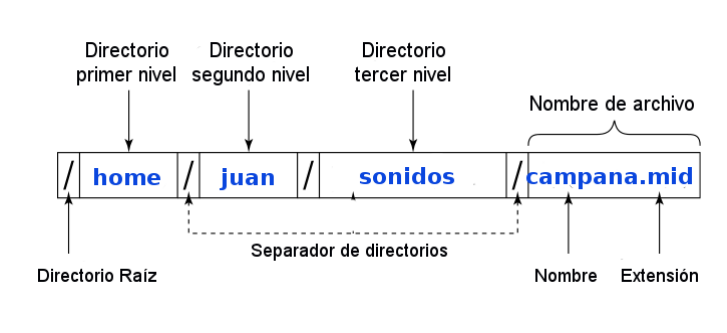 Directorio
primer nivel
Directorio
segundo nivel
Directorio
tercer nivel
Nombre de archivo
/ home / juan / sonidos / campana.mid
Separador de directorios
Directorio Raíz
Nombre
Extensión